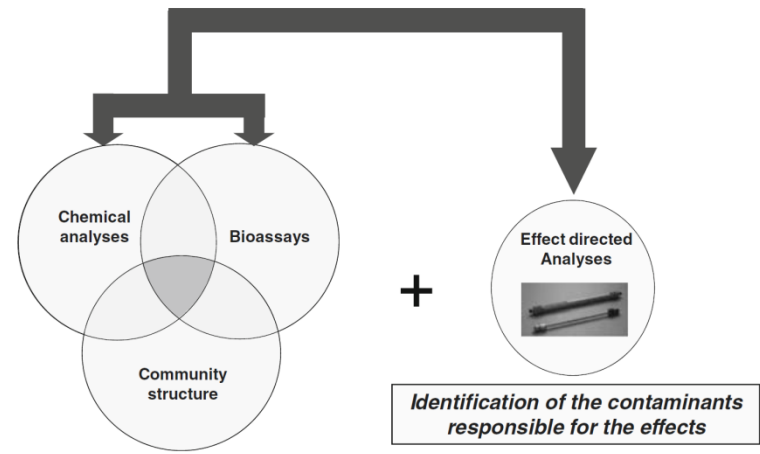 Chemical
analyses
Bioassays
Community
structure
+
Effect directed
Analyses
Identification of the contaminants
responsible for the effects